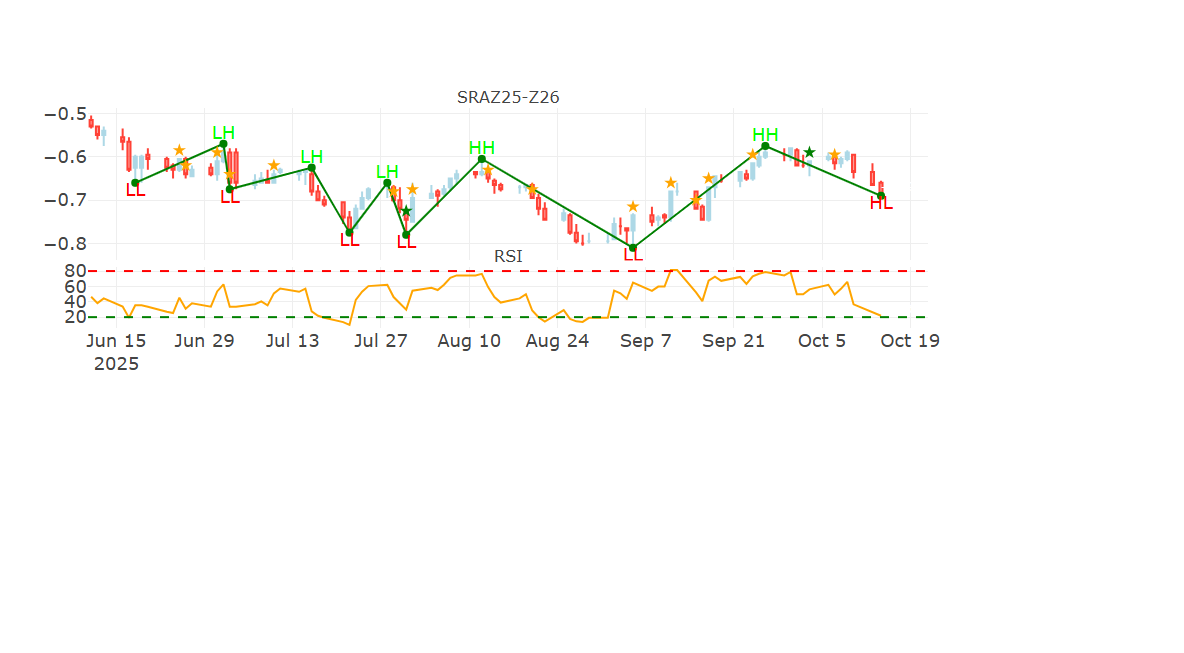 SRAZ25-Z26
−0.5
HH
LH
HH
−0.6
LH
LH
LL
−0.7
LL
HL
LL
LL
−0.8
LL
RSI
80
60
40
20
Jun 15 Jun 29 Jul 13 Jul 27 Aug 10 Aug 24 Sep 7 Sep 21 Oct 5 Oct 19
2025